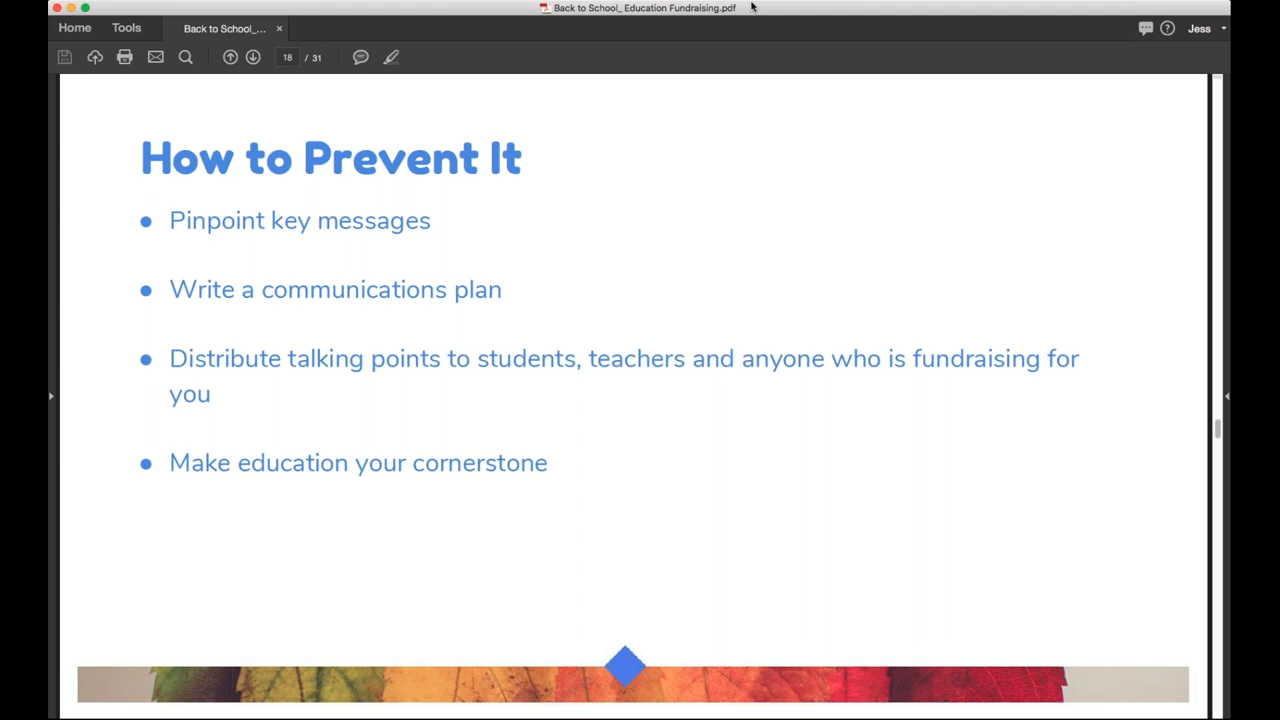 Back to School_ Education Fundraising.pdf
Home Tools Back to School_... × Jess
18 / 31
How to Prevent It
● Pinpoint key messages
● Write a communications plan
● Distribute talking points to students, teachers and anyone who is fundraising for
you
● Make education your cornerstone